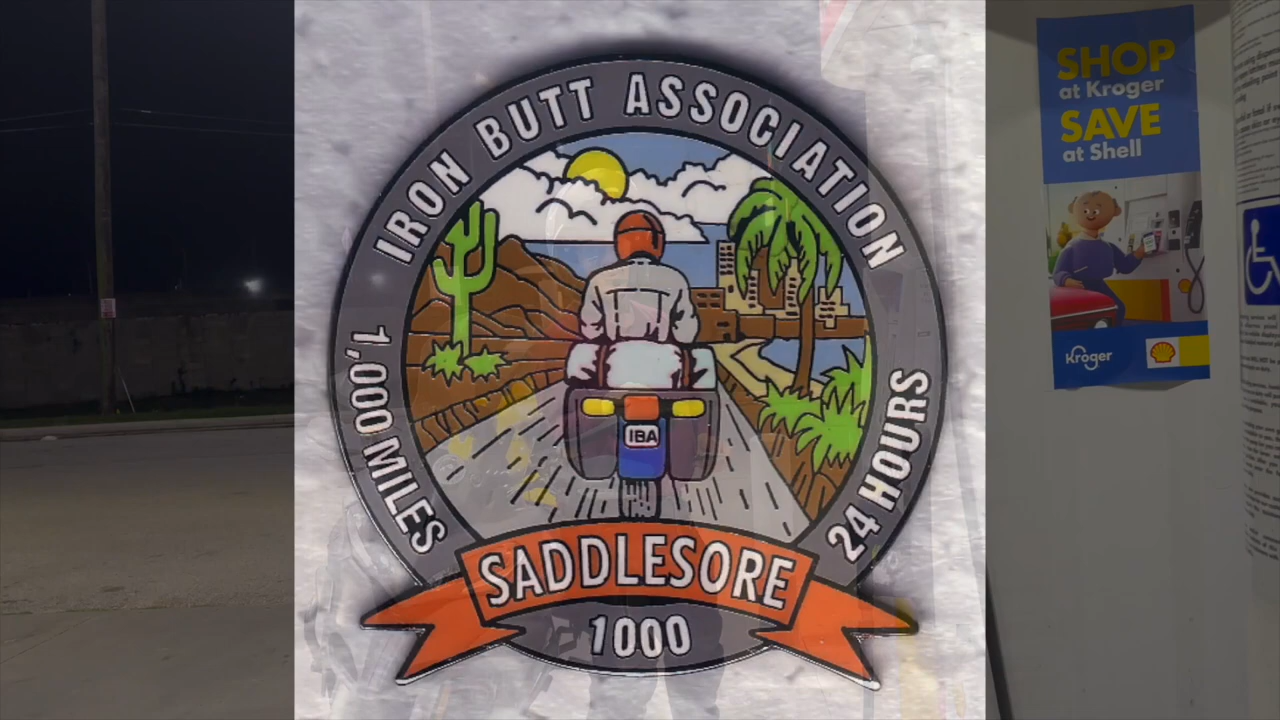 IRON BUTT ASSOCIATION
1,000 MILES
24 HOURS
IBA
SADDLESORE
1000
SHOP
at Kroger
SAVE
at Shell
Kroger